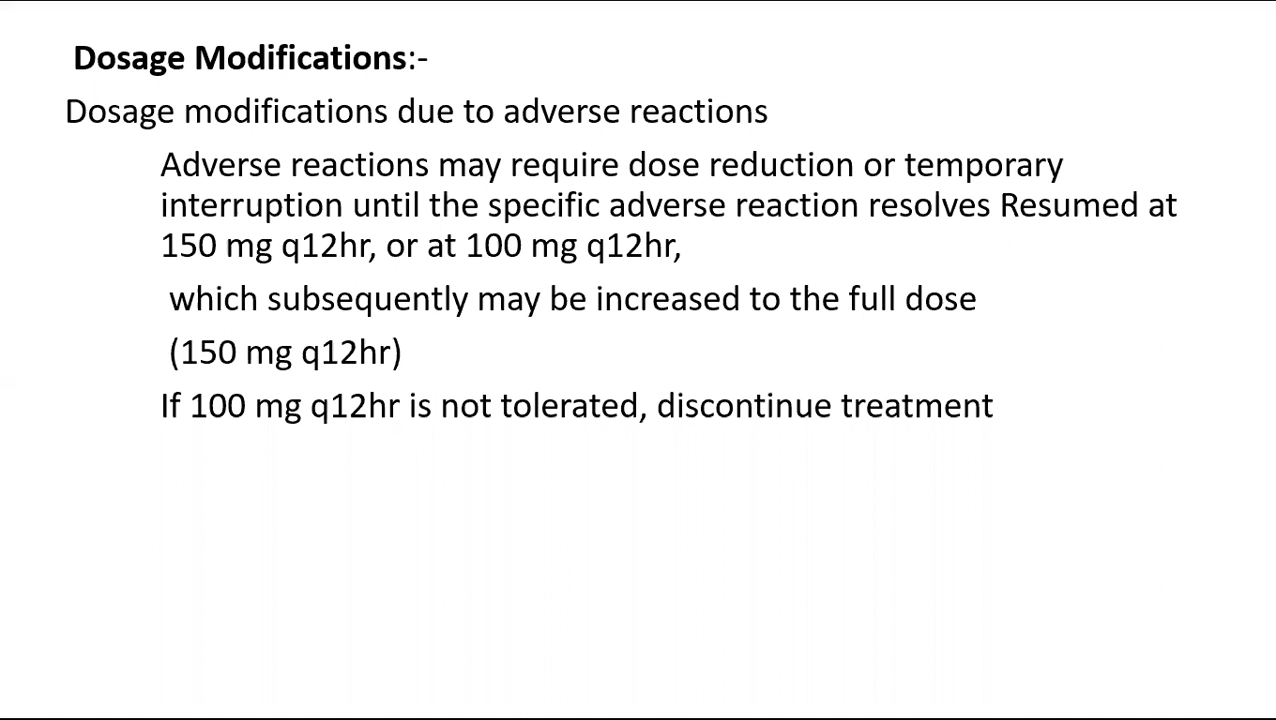 Dosage Modifications:-
Dosage modifications due to adverse reactions
Adverse reactions may require dose reduction or temporary
interruption until the specific adverse reaction resolves Resumed at
150 mg q12hr, or at 100 mg q12hr,
which subsequently may be increased to the full dose
(150 mg q12hr)
If 100 mg q12hr is not tolerated, discontinue treatment